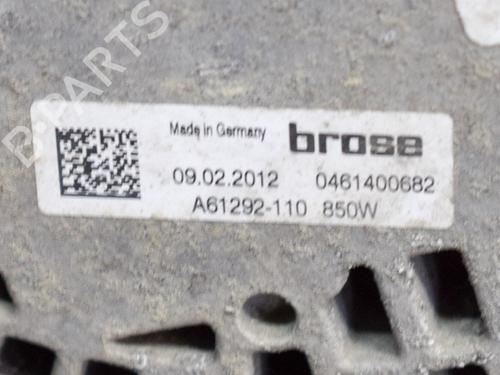 B-PARTS
Made in Germany brose
09.02.2012 0461400682
A61292-110 850W